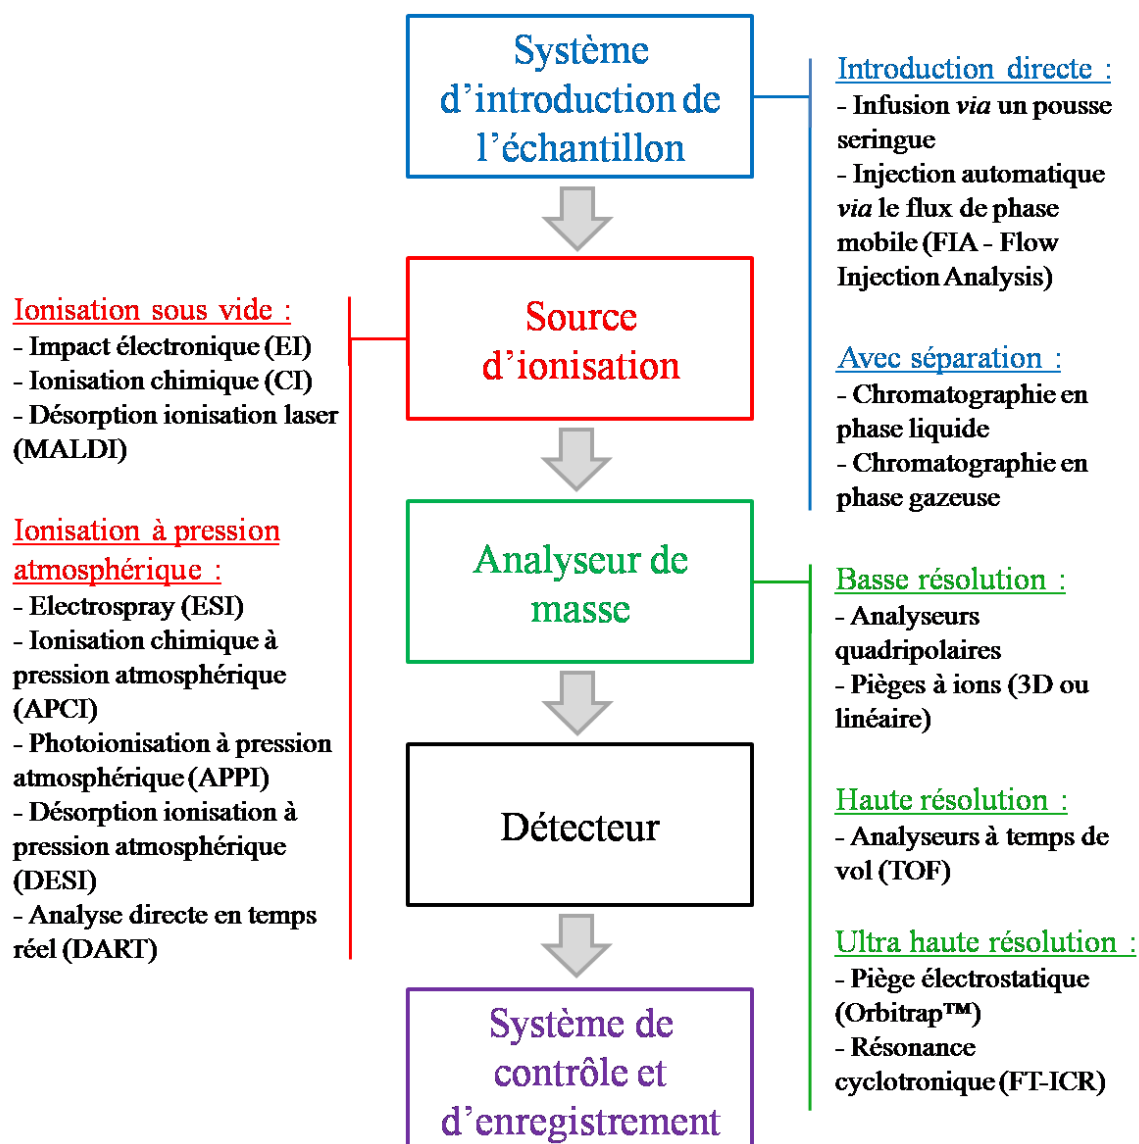 Système
d'introduction de
l'échantillon
Introduction directe :
- Infusion via un pousse
seringue
- Injection automatique
via le flux de phase
mobile (FIA - Flow
Injection Analysis)
Avec séparation :
- Chromatographie en
phase liquide
- Chromatographie en
phase gazeuse
Source
d'ionisation
Ionisation sous vide :
- Impact électronique (EI)
- Ionisation chimique (CI)
- Désorption ionisation laser
(MALDI)
Ionisation à pression
atmosphérique :
- Electrospray (ESI)
- Ionisation chimique à
pression atmosphérique
(APCI)
- Photoionisation à pression
atmosphérique (APPI)
- Désorption ionisation à
pression atmosphérique
(DESI)
- Analyse directe en temps
réel (DART)
Analyseur de
masse
Basse résolution :
- Analyseurs
quadripolaires
- Pièges à ions (3D ou
linéaire)
Haute résolution :
- Analyseurs à temps de
vol (TOF)
Ultra haute résolution :
- Piège électrostatique
(Orbitrap™)
- Résonance
cyclotronique (FT-ICR)
Détecteur
Système de
contrôle et
d'enregistrement